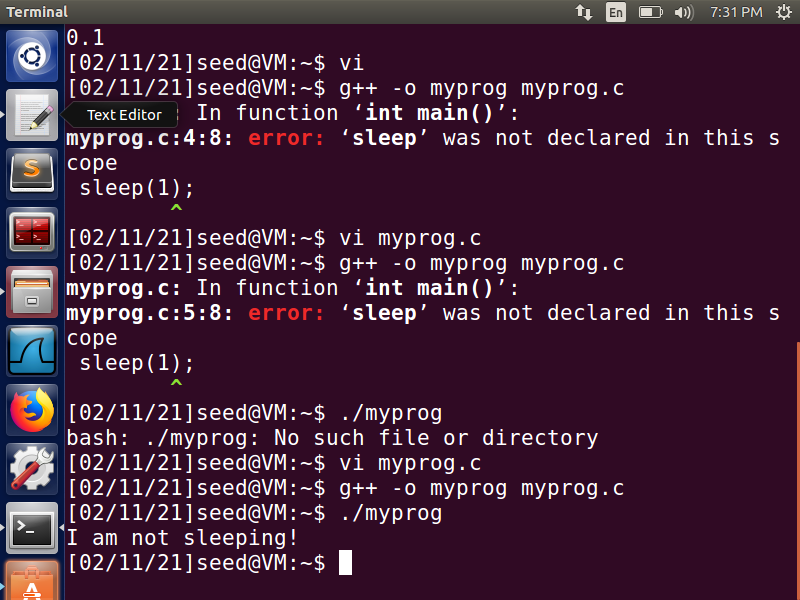 Terminal
En
7:31 PM
0.1
[02/11/21]seed@VM:~$ vi
[02/11/21]seed@VM:~$ g++ -o myprog myprog.c
Text Editor
In function ‘int main()’:
myprog.c:4:8: error: ‘sleep’ was not declared in this s
cope
sleep(1);
^
[02/11/21]seed@VM:~$ vi myprog.c
[02/11/21]seed@VM:~$ g++ -o myprog myprog.c
myprog.c: In function ‘int main()’:
myprog.c:5:8: error: ‘sleep’ was not declared in this s
cope
sleep(1);
^
[02/11/21]seed@VM:~$ ./myprog
bash: ./myprog: No such file or directory
[02/11/21]seed@VM:~$ vi myprog.c
[02/11/21]seed@VM:~$ g++ -o myprog myprog.c
[02/11/21]seed@VM:~$ ./myprog
I am not sleeping!
[02/11/21]seed@VM:~$